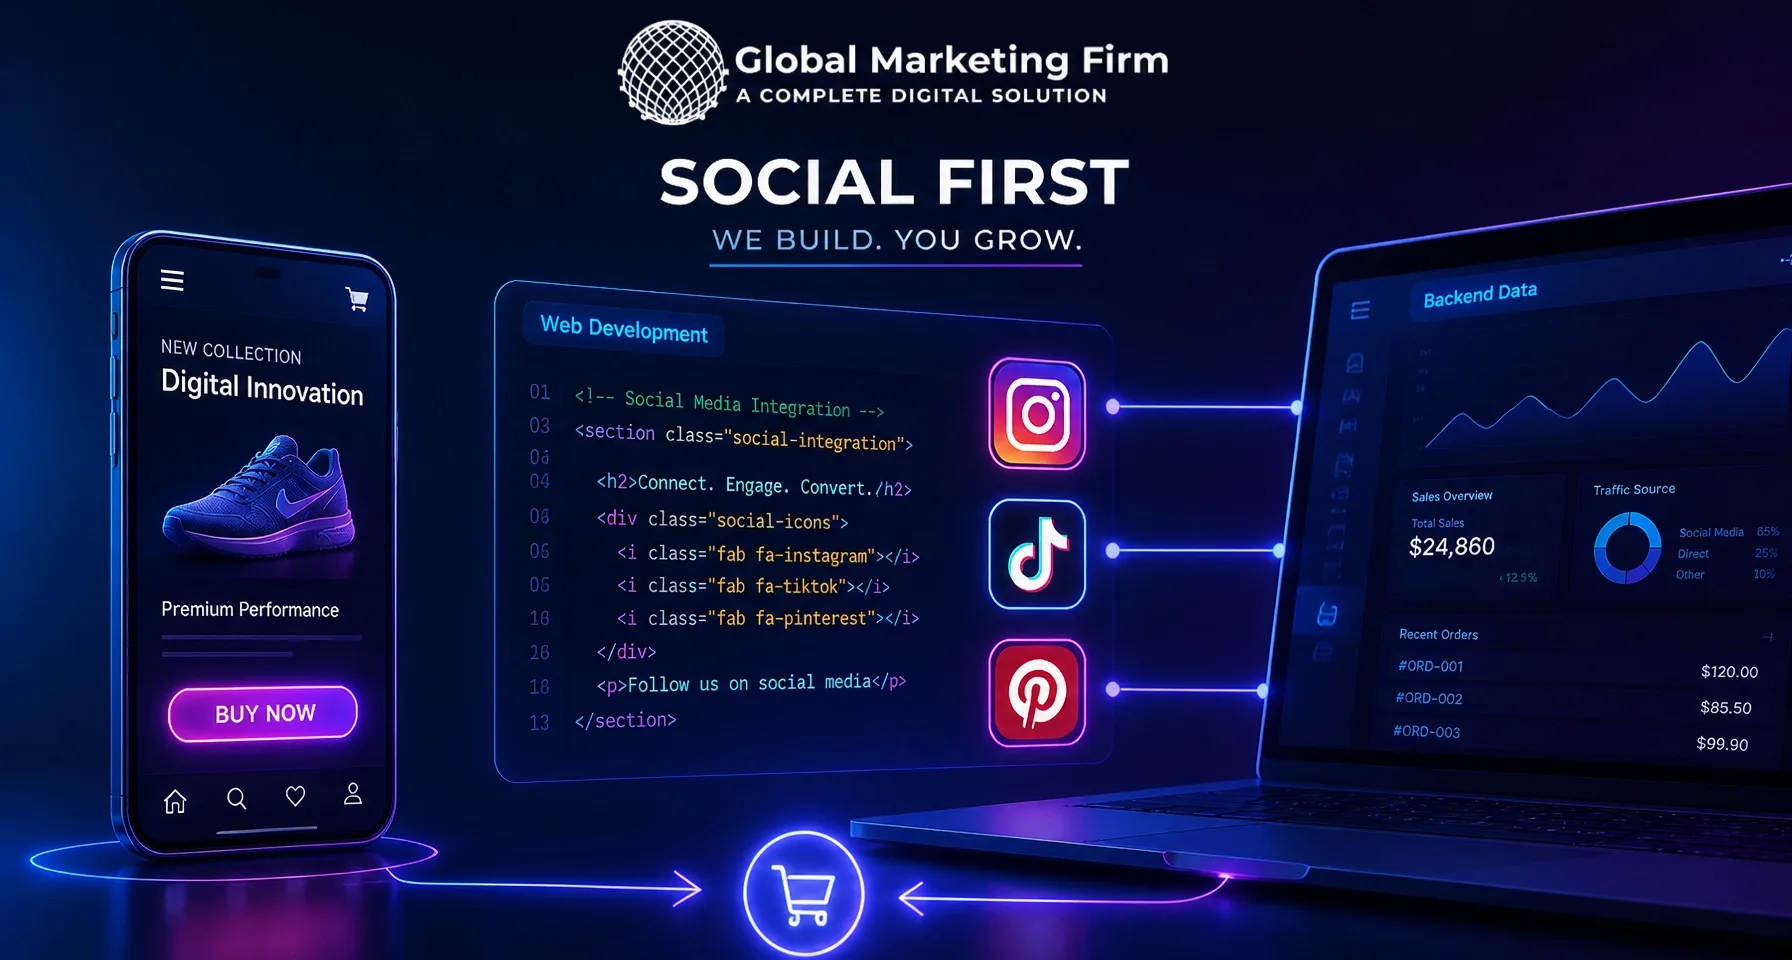 Global Marketing Firm
A COMPLETE DIGITAL SOLUTION
SOCIAL FIRST
WE BUILD. YOU GROW.
NEW COLLECTION
Digital Innovation
Premium Performance
BUY NOW
Web Development
01 <!-- Social Media Integration -->
03 <section class="social-integration">
04 <h2>Connect. Engage. Convert./h2>
<div class="social-icons">
06 <i class="fab fa-instagram"></i>
06 <i class="fab fa-tiktok"></i>
18 <i class="fab fa-pinterest"></i>
26 </div>
18 <p>Follow us on social media</p>
13 </section>
Backend Data
Sales Overview
Total Sales
$24,860
12.5%
Traffic Source
Social Media 65%
Direct 25%
Other 10%
Recent Orders
#ORD-001 $120.00
#ORD-002 $85.50
#ORD-003 $99.90